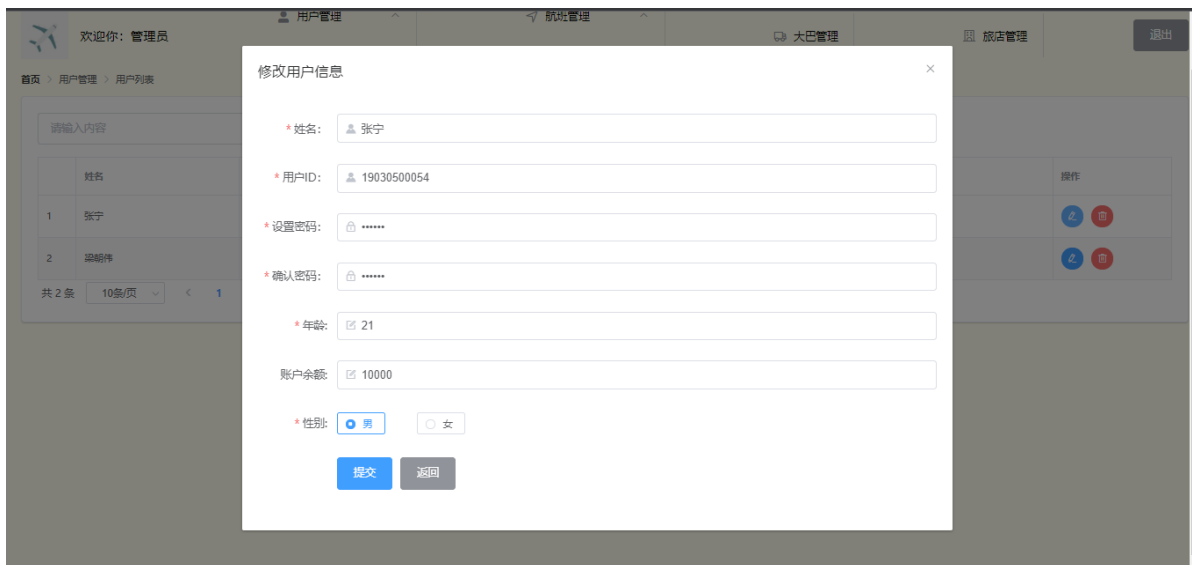 用户管理
航班管理
欢迎你：管理员
大巴管理
旅店管理
退出
首页 > 用户管理 > 用户列表
修改用户信息
请输入内容
* 姓名：
张宁
* 用户ID：
19030500054
* 设置密码：
••••••
* 确认密码：
••••••
* 年龄:
21
账户余额:
10000
* 性别:
男
女
提交
返回
姓名
操作
1
张宁
2
梁朝伟
共 2 条
10条/页
1